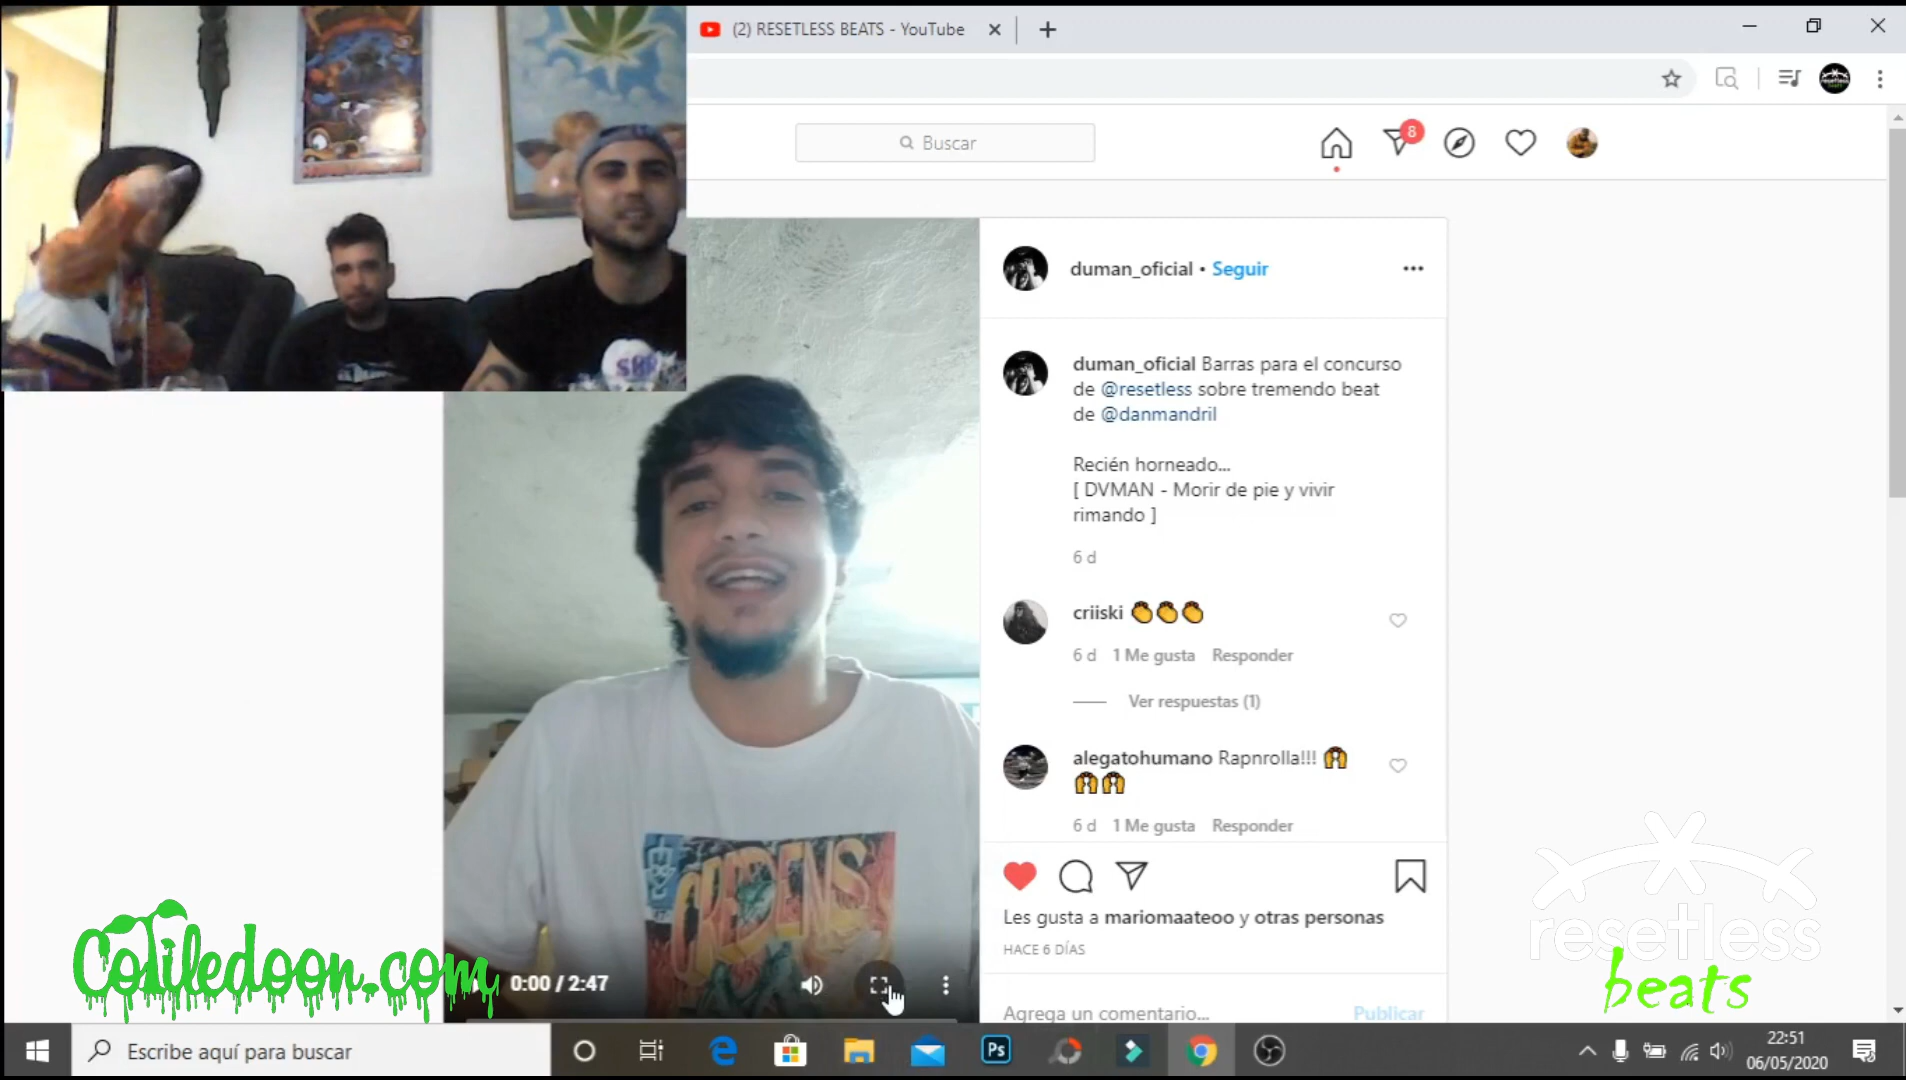 (2) RESETLESS BEATS - YouTube
Buscar
8
duman_oficial • Seguir
duman_oficial Barras para el concurso
de @resetless sobre tremendo beat
de @danmandril
Recién horneado...
[ DVMAN - Morir de pie y vivir
rimando ]
6 d
criiski 👏👏👏
6 d 1 Me gusta Responder
Ver respuestas (1)
alegatohumano Rapnrolla!!! 🙌
🙌🙌
6 d 1 Me gusta Responder
Les gusta a mariomaateoo y otras personas
HACE 6 DÍAS
Agrega un comentario...
Publicar
CREDENS
0:00 / 2:47
Cotiledoon.com
resetless
beats
Escribe aquí para buscar
Ps
22:51
06/05/2020